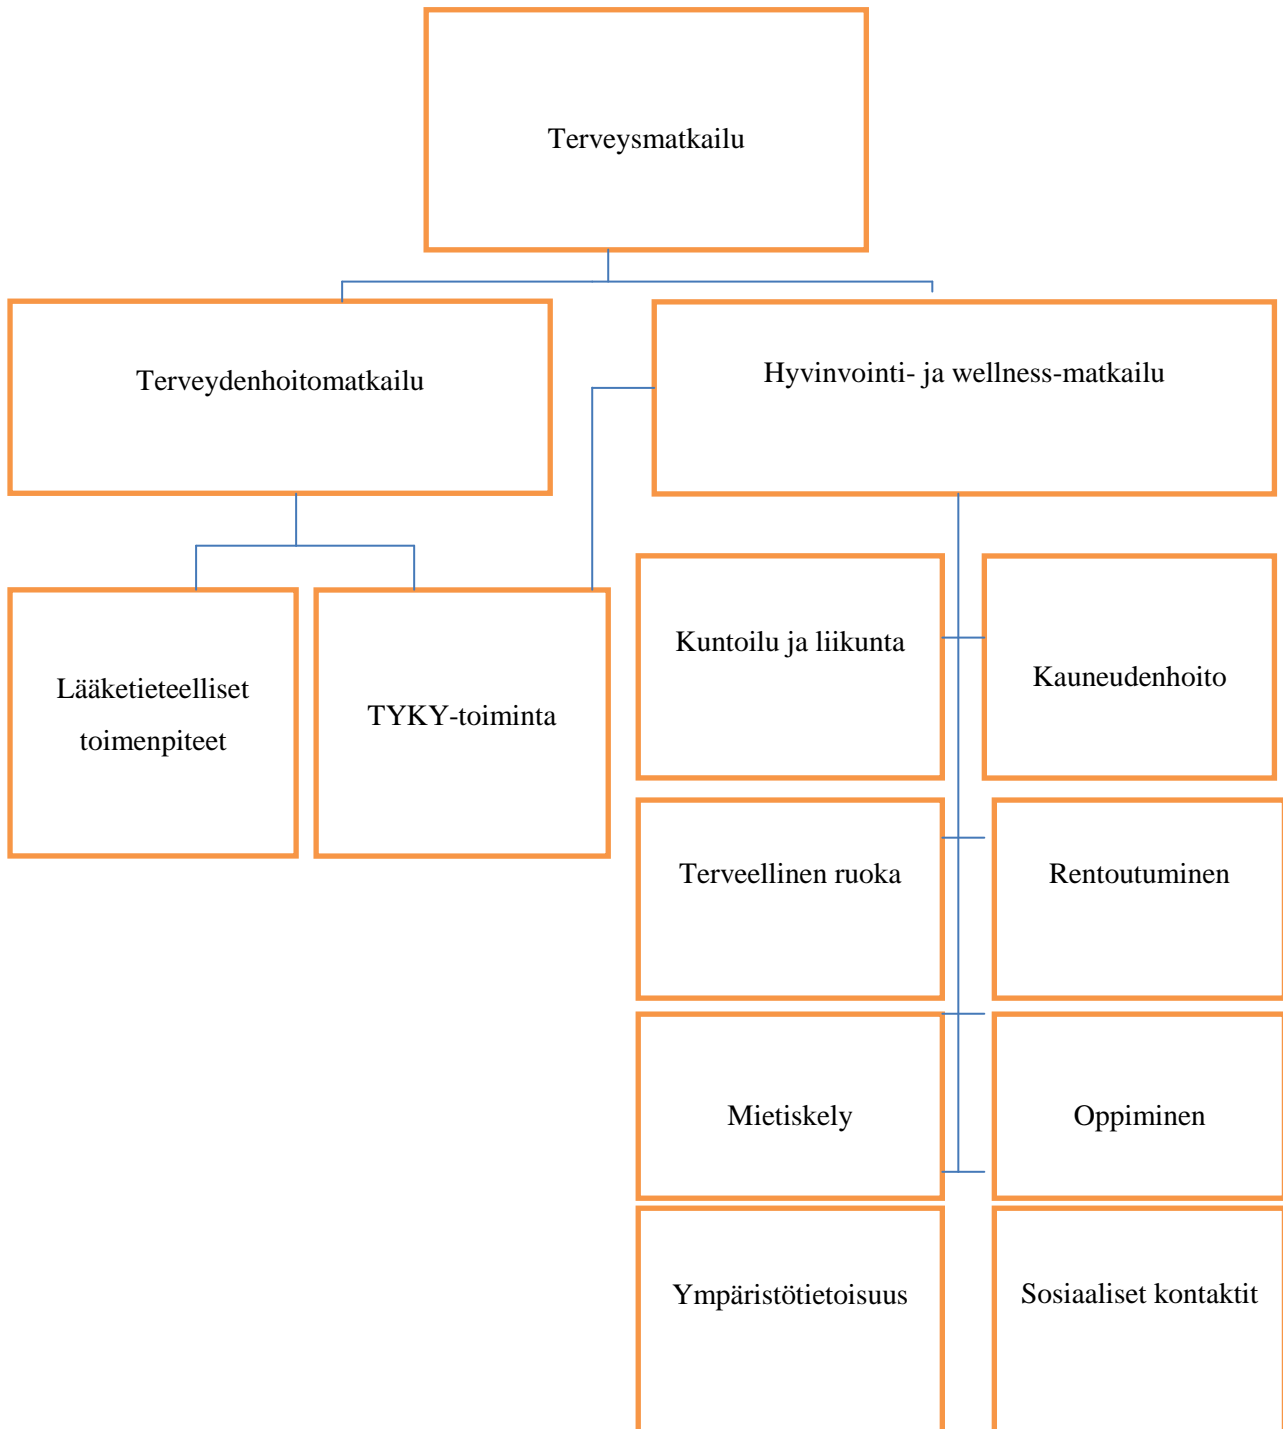 Terveysmatkailu
Terveydenhoitomatkailu
Hyvinvointi- ja wellness-matkailu
Lääketieteelliset
toimenpiteet
TYKY-toiminta
Kuntoilu ja liikunta
Kauneudenhoito
Terveellinen ruoka
Rentoutuminen
Mietiskely
Oppiminen
Ympäristötietoisuus
Sosiaaliset kontaktit